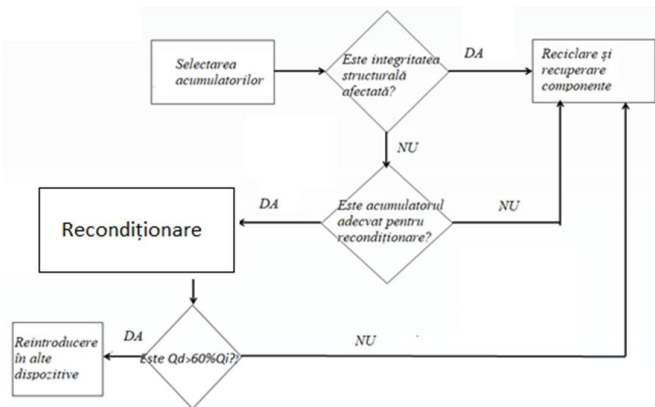 Selectarea
acumulatorilor
Este integritatea
structurală
afectată?
DA
Reciclare și
recuperare
componente
NU
Este acumulatorul
adecvat pentru
recondiționare?
DA
NU
Recondiționare
Este Qd>60%Qi?
DA
NU
Reintroducere
în alte
dispozitive